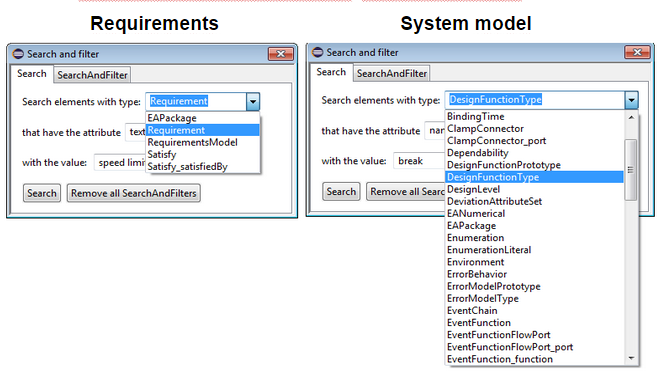 Requirements
Search and filter
Search
SearchAndFilter
Search elements with type: Requirement
EAPackage
Requirement
RequirementsModel
Satisfy
Satisfy_satisfiedBy
that have the attribute
with the value: speed limi
Search
Remove all SearchAndFilters
System model
Search and filter
Search
SearchAndFilter
Search elements with type: DesignFunctionType
BindingTime
ClampConnector
ClampConnector_port
Dependability
DesignFunctionPrototype
DesignFunctionType
DesignLevel
DeviationAttributeSet
EANumerical
EAPackage
Enumeration
EnumerationLiteral
Environment
ErrorBehavior
ErrorModelPrototype
ErrorModelType
EventChain
EventFunction
EventFunctionFlowPort
EventFunctionFlowPort_port
EventFunction_function
that have the attribute
with the value: break
Search
Remove all Searc